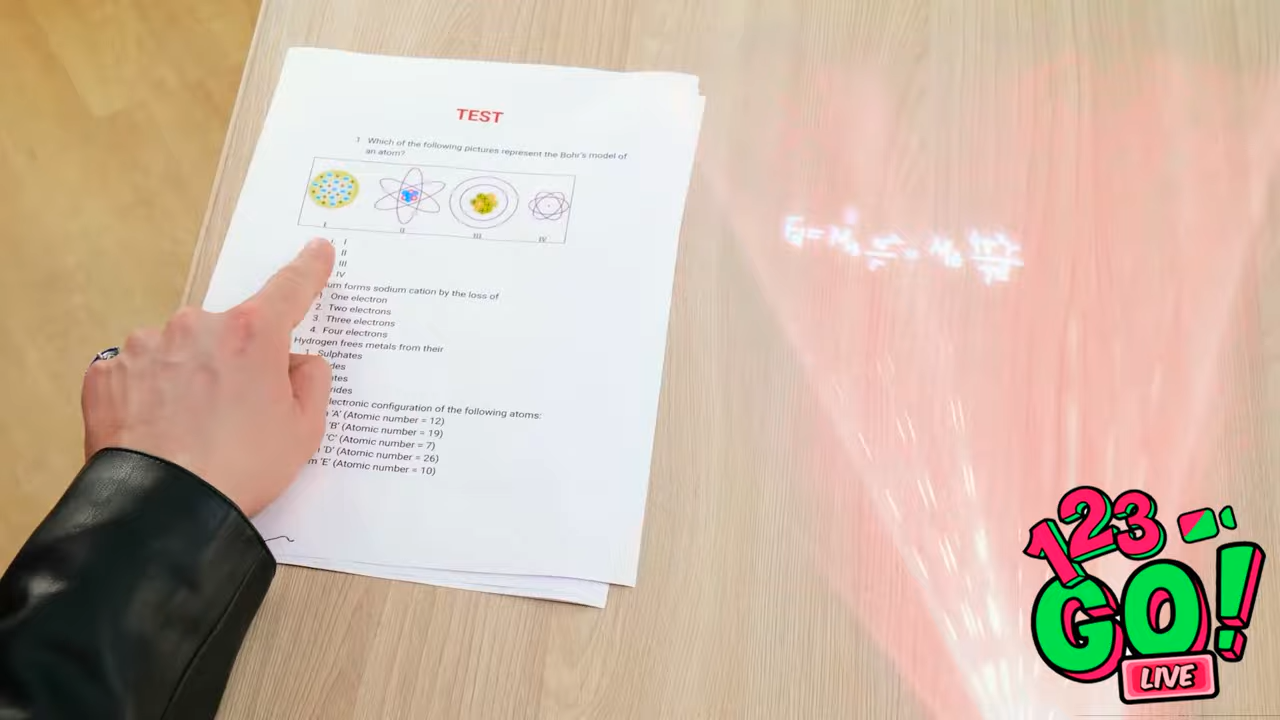 TEST
1 Which of the following pictures represent the Bohr's model of
an atom?
I II III IV
I
II
III
IV
forms sodium cation by the loss of
One electron
2. Two electrons
3. Three electrons
4. Four electrons
Hydrogen frees metals from their
1. Sulphates
electronic configuration of the following atoms:
'A' (Atomic number = 12)
'B' (Atomic number = 19)
'C' (Atomic number = 7)
'D' (Atomic number = 26)
'E' (Atomic number = 10)
123
GO!
LIVE